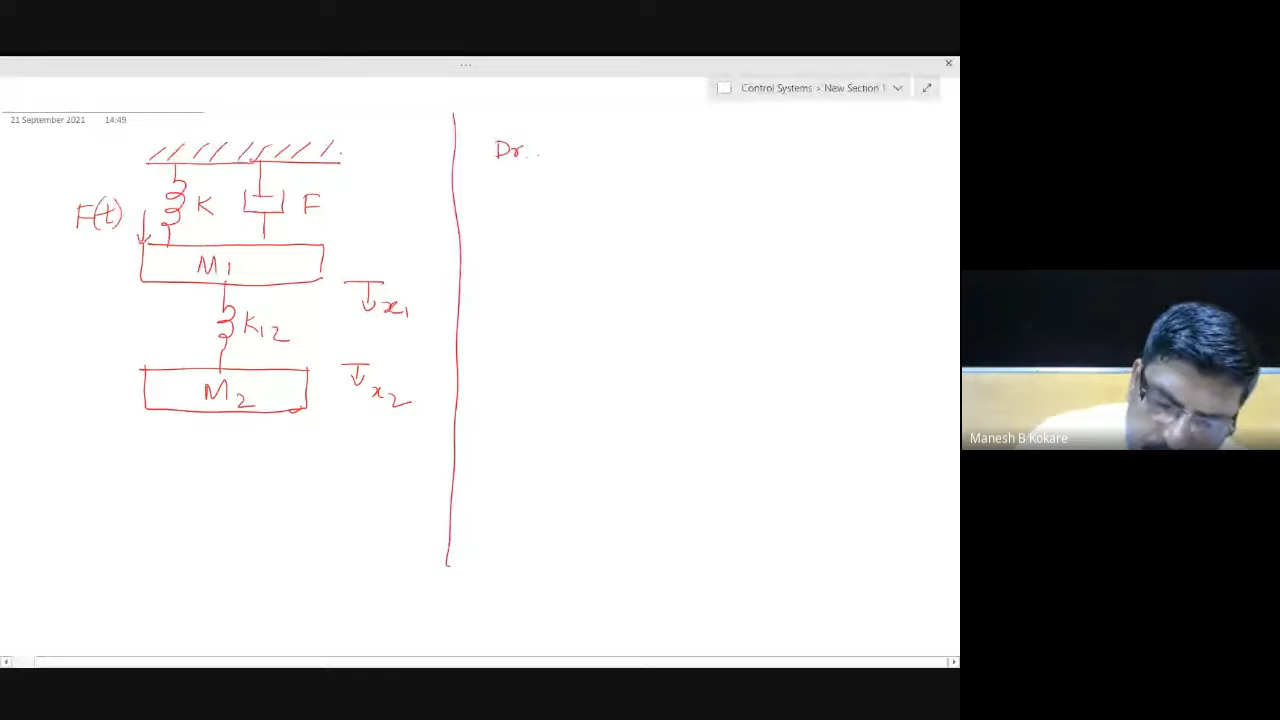 Control Systems > New Section 1
21 September 2021 14:49
Dr..
F(t)
K
F
M1
x1
K12
M2
x2
Manesh B Kokare